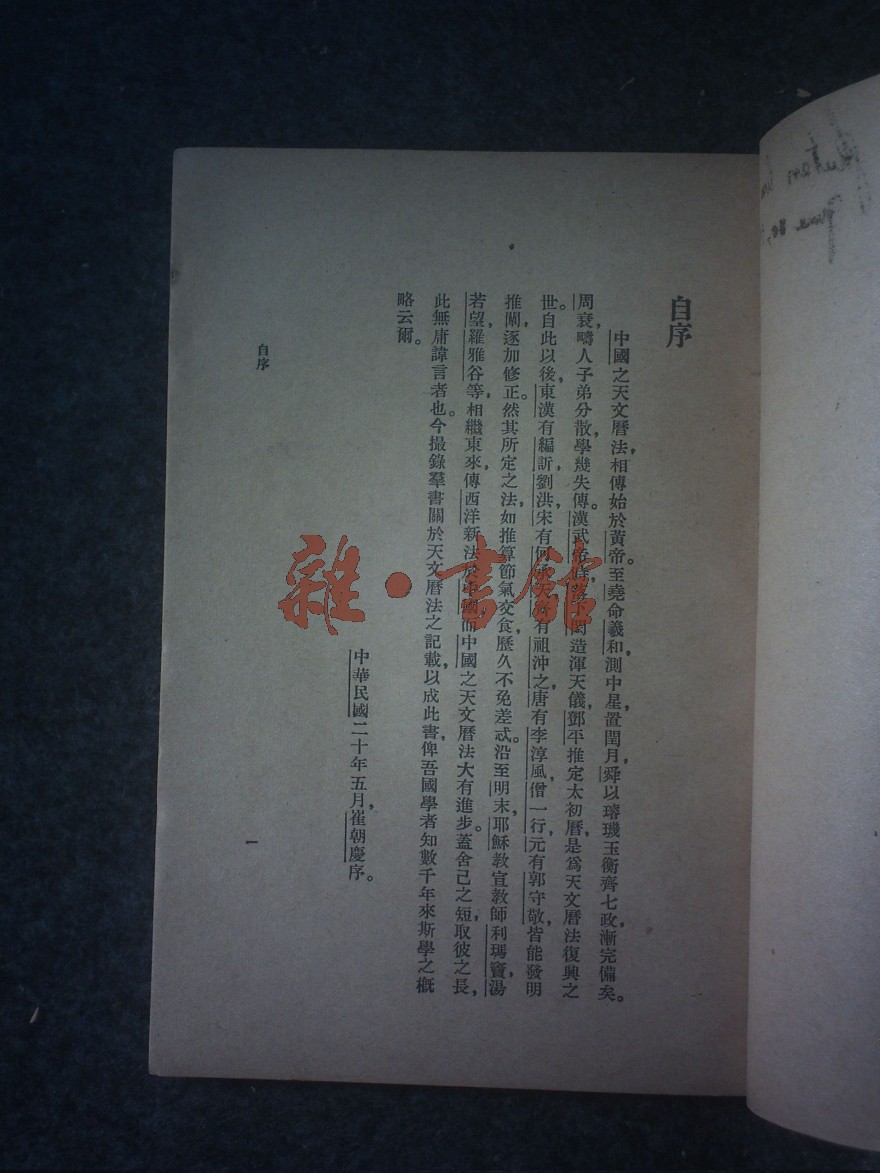 自序
中國之天文曆法，相傳始於黃帝。至堯命羲和，測中星，置閏月，舜以璿璣玉衡齊七政，漸完備矣。
周衰，疇人子弟分散，學幾失傳。漢武帝時，落下閎造渾天儀，鄧平推定太初曆，是爲天文曆法復興之
世。自此以後，東漢有編訢劉洪，宋有何承天，齊有祖沖之，唐有李淳風，僧一行，元有郭守敬，皆能發明
推闡，逐加修正。然其所定之法，如推算節氣交食，歷久不免差忒。沿至明末，耶穌教宣教師利瑪竇，湯
若望，羅雅谷等，相繼東來，傳西洋新法於中國，而中國之天文曆法大有進步。蓋舍己之短，取彼之長，
此無庸諱言者也。今撮錄羣書關於天文曆法之記載，以成此書，俾吾國學者知數千年來斯學之概
略云爾。
中華民國二十年五月，崔朝慶序。
自序
一
雜·書館